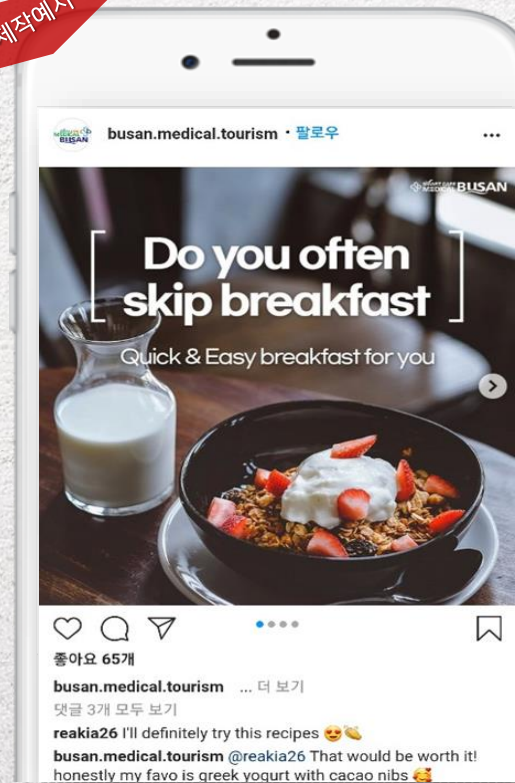 제작예시
busan.medical.tourism • 팔로우
MEDICAL BUSAN
MEDICAL BUSAN
Do you often
skip breakfast
Quick & Easy breakfast for you
좋아요 65개
busan.medical.tourism ... 더 보기
댓글 3개 모두 보기
reakia26 I'll definitely try this recipes 😍👏
busan.medical.tourism @reakia26 That would be worth it!
honestly my favo is greek yogurt with cacao nibs 🥰